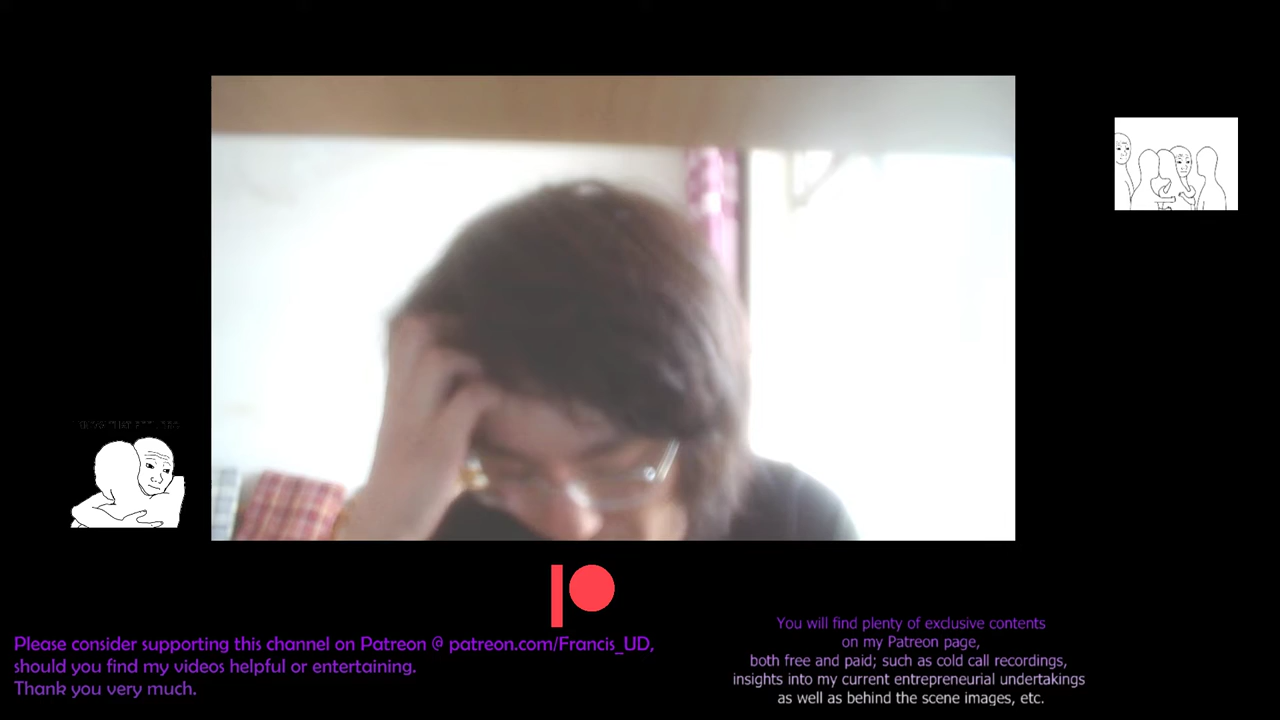 Please consider supporting this channel on Patreon @ patreon.com/Francis_UD,
should you find my videos helpful or entertaining.
Thank you very much.
You will find plenty of exclusive contents
on my Patreon page,
both free and paid; such as cold call recordings,
insights into my current entrepreneurial undertakings
as well as behind the scene images, etc.